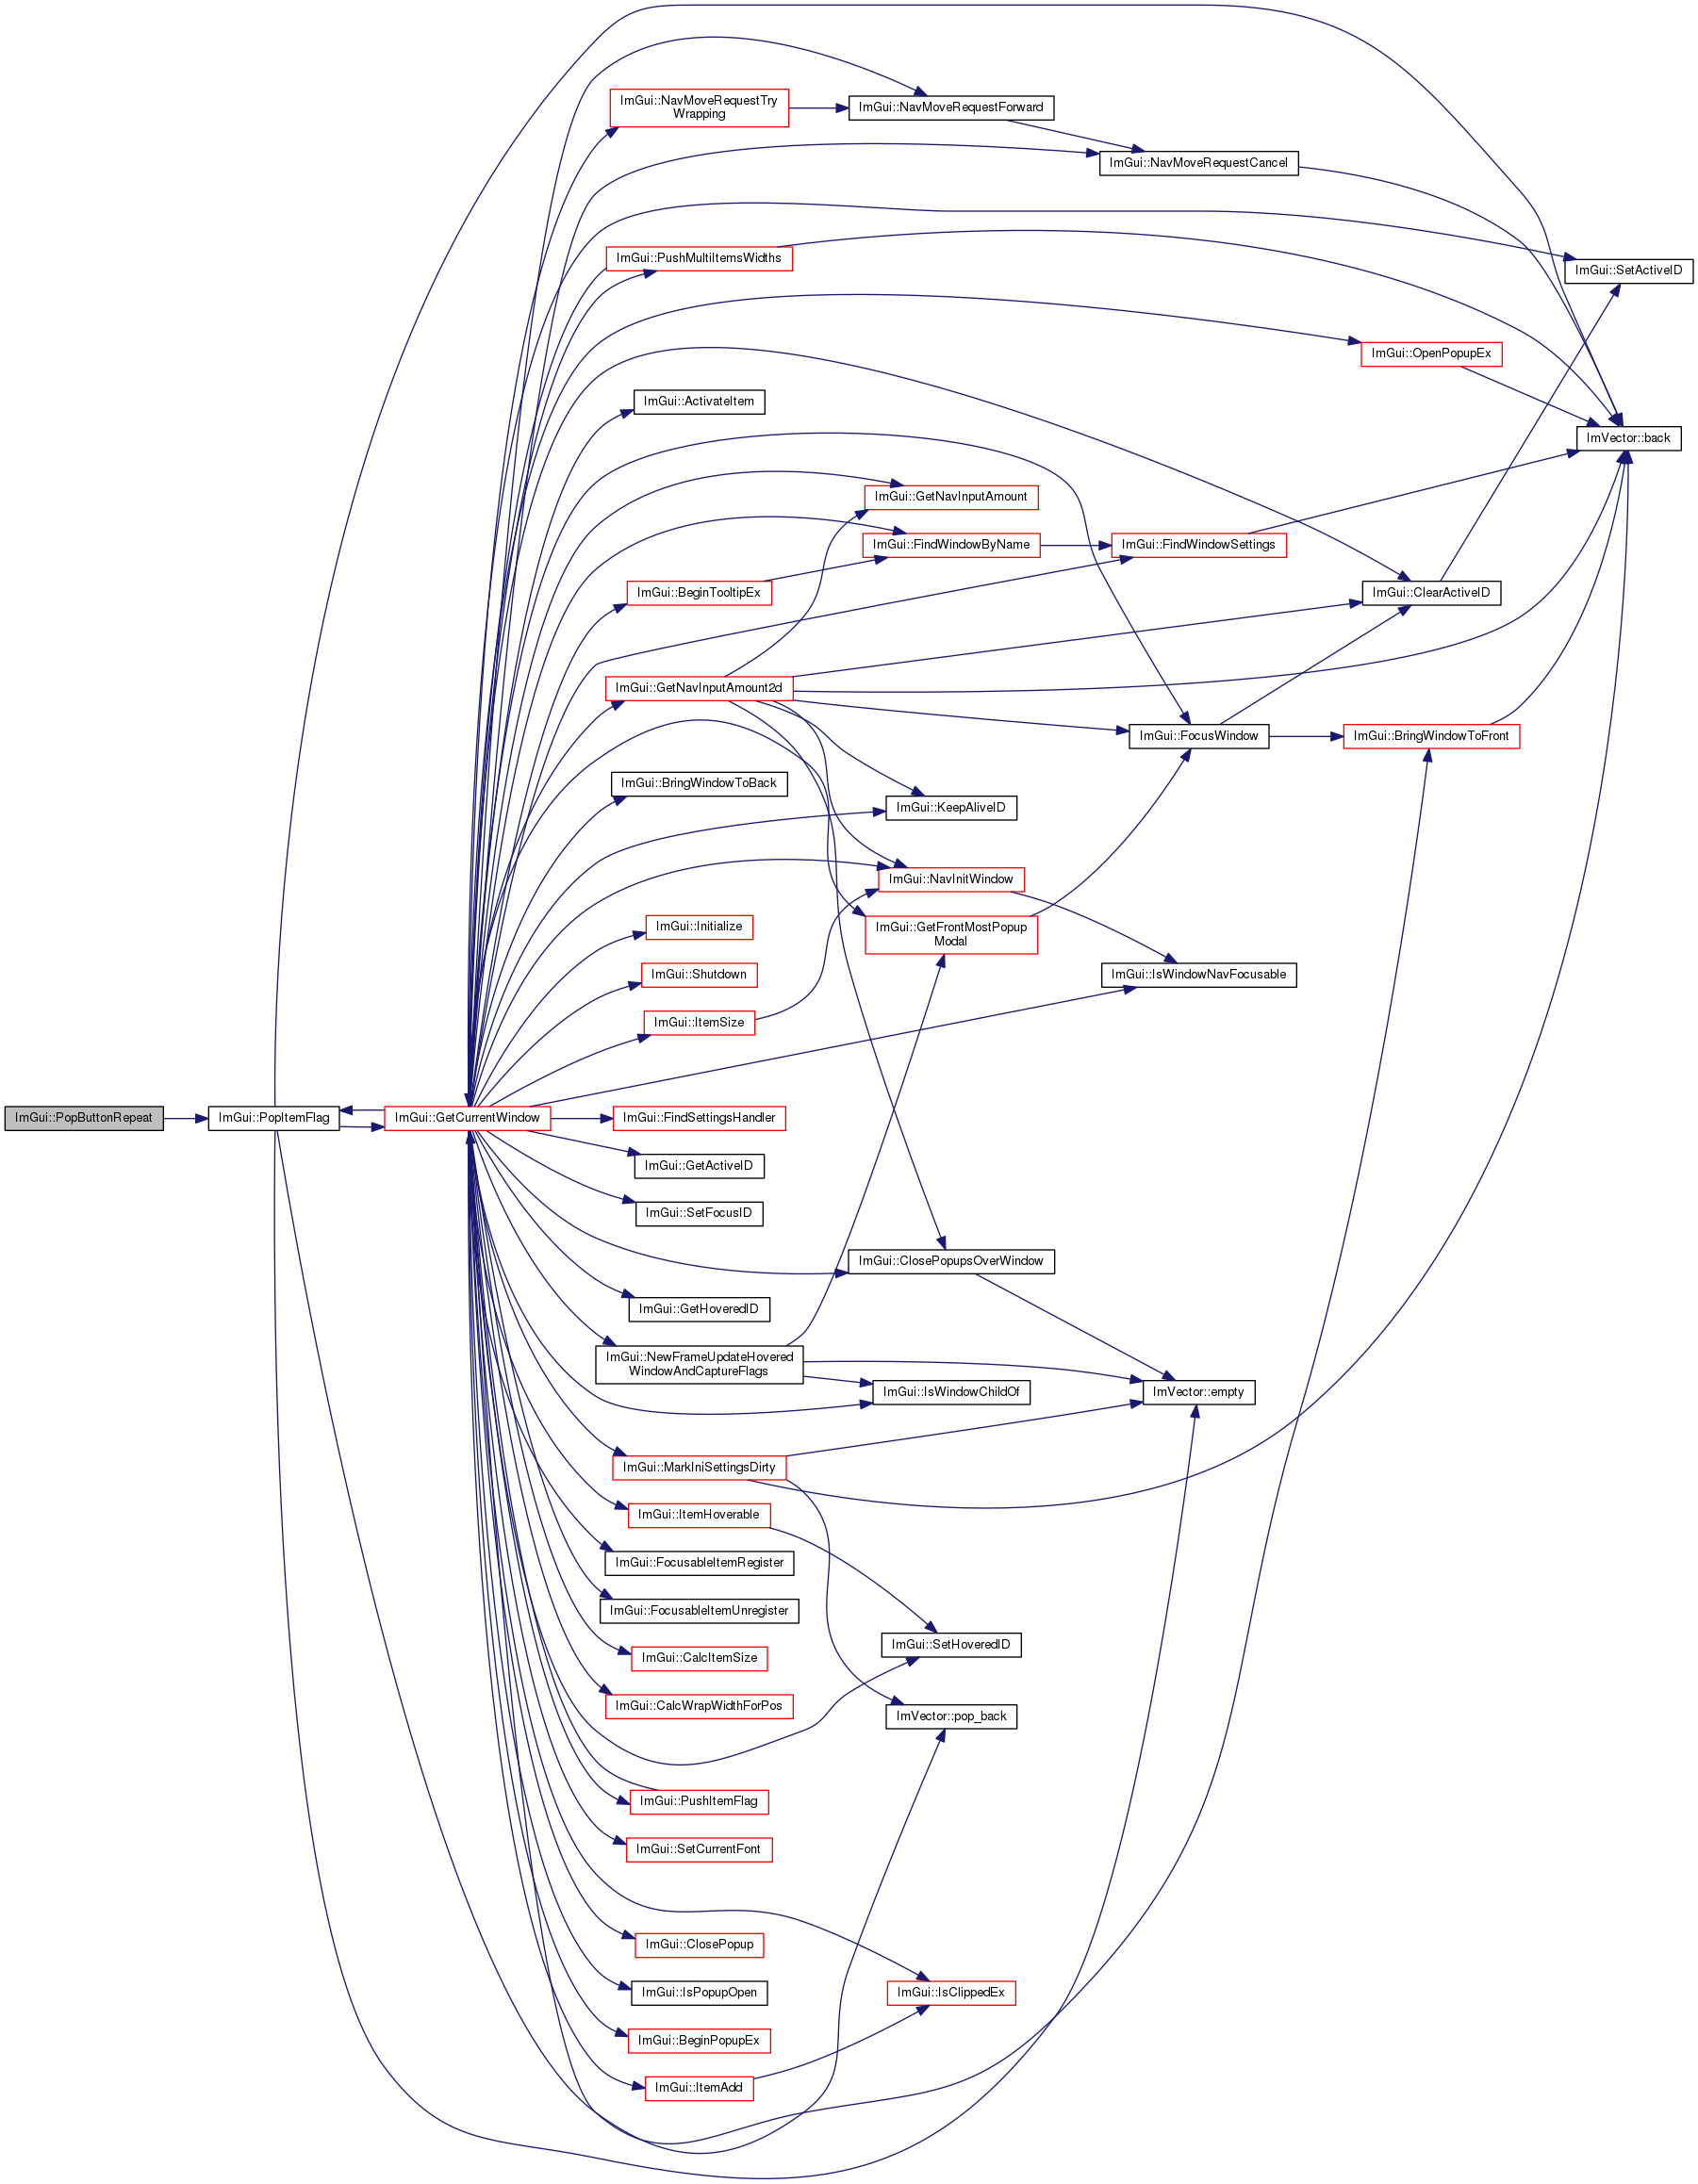 ImGui::NavMoveRequestTry
Wrapping
ImGui::NavMoveRequestForward
ImGui::NavMoveRequestCancel
ImGui::PushMultiItemsWidths
ImGui::SetActiveID
ImGui::OpenPopupEx
ImGui::ActivateItem
ImVector::back
ImGui::GetNavInputAmount
ImGui::FindWindowByName
ImGui::FindWindowSettings
ImGui::BeginTooltipEx
ImGui::ClearActiveID
ImGui::GetNavInputAmount2d
ImGui::FocusWindow
ImGui::BringWindowToFront
ImGui::BringWindowToBack
ImGui::KeepAliveID
ImGui::NavInitWindow
ImGui::Initialize
ImGui::GetFrontMostPopup
Modal
ImGui::Shutdown
ImGui::IsWindowNavFocusable
ImGui::ItemSize
ImGui::PopButtonRepeat
ImGui::PopItemFlag
ImGui::GetCurrentWindow
ImGui::FindSettingsHandler
ImGui::GetActiveID
ImGui::SetFocusID
ImGui::ClosePopupsOverWindow
ImGui::GetHoveredID
ImGui::NewFrameUpdateHovered
WindowAndCaptureFlags
ImGui::IsWindowChildOf
ImVector::empty
ImGui::MarkIniSettingsDirty
ImGui::ItemHoverable
ImGui::FocusableItemRegister
ImGui::FocusableItemUnregister
ImGui::SetHoveredID
ImGui::CalcItemSize
ImGui::CalcWrapWidthForPos
ImVector::pop_back
ImGui::PushItemFlag
ImGui::SetCurrentFont
ImGui::ClosePopup
ImGui::IsPopupOpen
ImGui::IsClippedEx
ImGui::BeginPopupEx
ImGui::ItemAdd